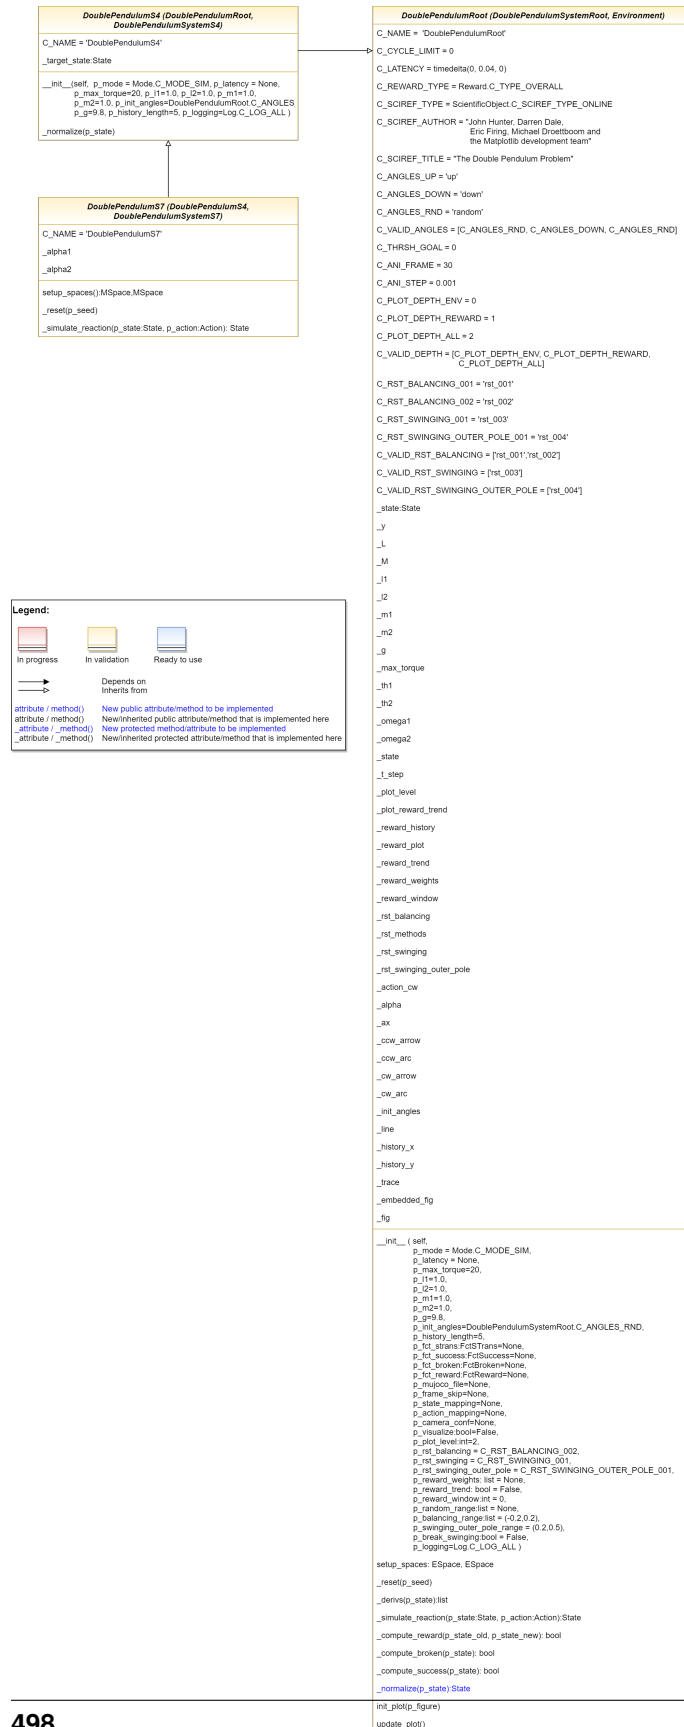 DoublePendulumS4 (DoublePendulumRoot,
DoublePendulumSystemS4)
C_NAME = 'DoublePendulumS4'
_target_state:State
__init__(self,  p_mode = Mode.C_MODE_SIM, p_latency = None,
p_max_torque=20, p_l1=1.0, p_l2=1.0, p_m1=1.0,
p_m2=1.0, p_init_angles=DoublePendulumRoot.C_ANGLES_
p_g=9.8, p_history_length=5, p_logging=Log.C_LOG_ALL )
_normalize(p_state)
DoublePendulumS7 (DoublePendulumS4,
DoublePendulumSystemS7)
C_NAME = 'DoublePendulumS7'
_alpha1
_alpha2
setup_spaces():MSpace,MSpace
_reset(p_seed)
_simulate_reaction(p_state:State, p_action:Action): State
Legend:
In progress
In validation
Ready to use
Depends on
Inherits from
attribute / method() New public attribute/method to be implemented
attribute / method() New/inherited public attribute/method that is implemented here
_attribute / _method() New protected method/attribute to be implemented
_attribute / _method() New/inherited protected attribute/method that is implemented here
DoublePendulumRoot (DoublePendulumSystemRoot, Environment)
C_NAME =  'DoublePendulumRoot'
C_CYCLE_LIMIT = 0
C_LATENCY = timedelta(0, 0.04, 0)
C_REWARD_TYPE = Reward.C_TYPE_OVERALL
C_SCIREF_TYPE = ScientificObject.C_SCIREF_TYPE_ONLINE
C_SCIREF_AUTHOR = "John Hunter, Darren Dale,
Eric Firing, Michael Droettboom and
the Matplotlib development team"
C_SCIREF_TITLE = "The Double Pendulum Problem"
C_ANGLES_UP = 'up'
C_ANGLES_DOWN = 'down'
C_ANGLES_RND = 'random'
C_VALID_ANGLES = [C_ANGLES_RND, C_ANGLES_DOWN, C_ANGLES_RND]
C_THRSH_GOAL = 0
C_ANI_FRAME = 30
C_ANI_STEP = 0.001
C_PLOT_DEPTH_ENV = 0
C_PLOT_DEPTH_REWARD = 1
C_PLOT_DEPTH_ALL = 2
C_VALID_DEPTH = [C_PLOT_DEPTH_ENV, C_PLOT_DEPTH_REWARD,
C_PLOT_DEPTH_ALL]
C_RST_BALANCING_001 = 'rst_001'
C_RST_BALANCING_002 = 'rst_002'
C_RST_SWINGING_001 = 'rst_003'
C_RST_SWINGING_OUTER_POLE_001 = 'rst_004'
C_VALID_RST_BALANCING = ['rst_001','rst_002']
C_VALID_RST_SWINGING = ['rst_003']
C_VALID_RST_SWINGING_OUTER_POLE = ['rst_004']
_state:State
_y
_L
_M
_l1
_l2
_m1
_m2
_g
_max_torque
_th1
_th2
_omega1
_omega2
_state
_t_step
_plot_level
_plot_reward_trend
_reward_history
_reward_plot
_reward_trend
_reward_weights
_reward_window
_rst_balancing
_rst_methods
_rst_swinging
_rst_swinging_outer_pole
_action_cw
_alpha
_ax
_ccw_arrow
_ccw_arc
_cw_arrow
_cw_arc
_init_angles
_line
_history_x
_history_y
_trace
_embedded_fig
_fig
__init__ ( self,
p_mode = Mode.C_MODE_SIM,
p_latency = None,
p_max_torque=20,
p_l1=1.0,
p_l2=1.0,
p_m1=1.0,
p_m2=1.0,
p_g=9.8,
p_init_angles=DoublePendulumSystemRoot.C_ANGLES_RND,
p_history_length=5,
p_fct_strans:FctSTrans=None,
p_fct_success:FctSuccess=None,
p_fct_broken:FctBroken=None,
p_fct_reward:FctReward=None,
p_mujoco_file=None,
p_frame_skip=None,
p_state_mapping=None,
p_action_mapping=None,
p_camera_conf=None,
p_visualize:bool=False,
p_plot_level:int=2,
p_rst_balancing = C_RST_BALANCING_002,
p_rst_swinging = C_RST_SWINGING_001,
p_rst_swinging_outer_pole = C_RST_SWINGING_OUTER_POLE_001,
p_reward_weights: list = None,
p_reward_trend: bool = False,
p_reward_window:int = 0,
p_random_range:list = None,
p_balancing_range:list = (-0.2,0.2),
p_swinging_outer_pole_range = (0.2,0.5),
p_break_swinging:bool = False,
p_logging=Log.C_LOG_ALL )
setup_spaces: ESpace, ESpace
_reset(p_seed)
_derivs(p_state):list
_simulate_reaction(p_state:State, p_action:Action):State
_compute_reward(p_state_old, p_state_new): bool
_compute_broken(p_state): bool
_compute_success(p_state): bool
_normalize(p_state):State
init_plot(p_figure)
update_plot()
498